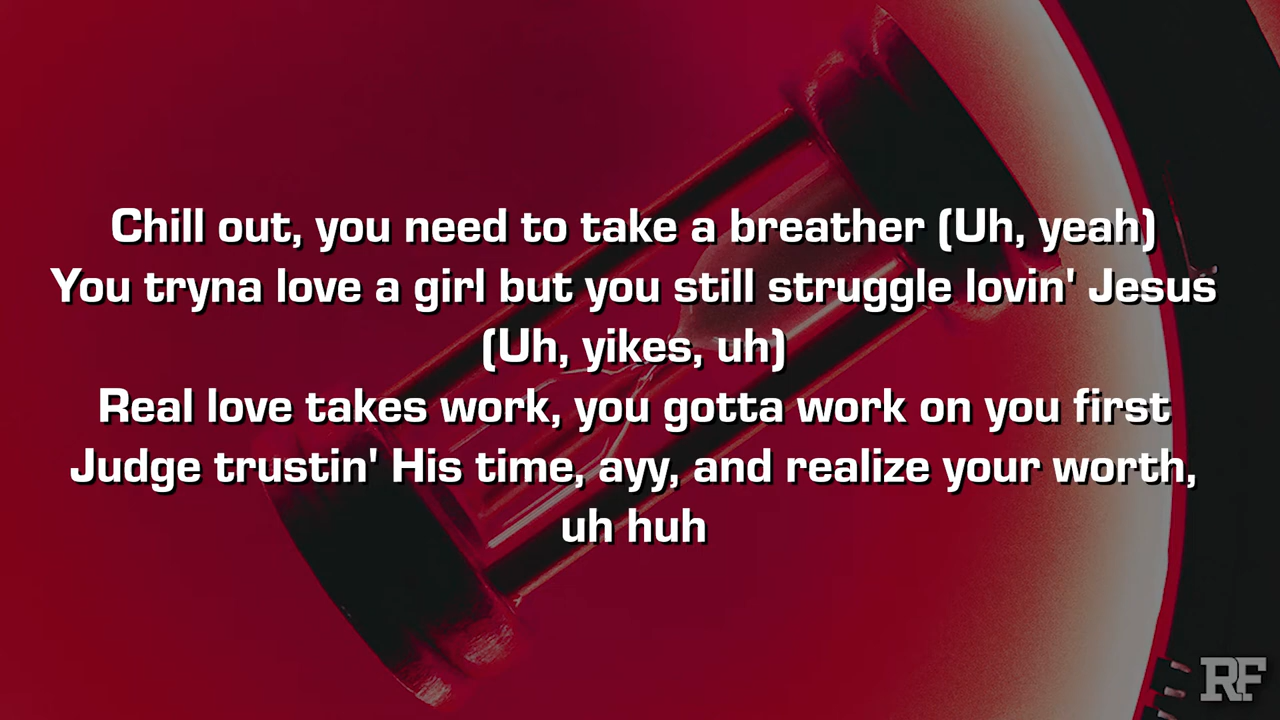 Chill out, you need to take a breather (Uh, yeah)
You tryna love a girl but you still struggle lovin' Jesus
(Uh, yikes, uh)
Real love takes work, you gotta work on you first
Judge trustin' His time, ayy, and realize your worth,
uh huh
RF